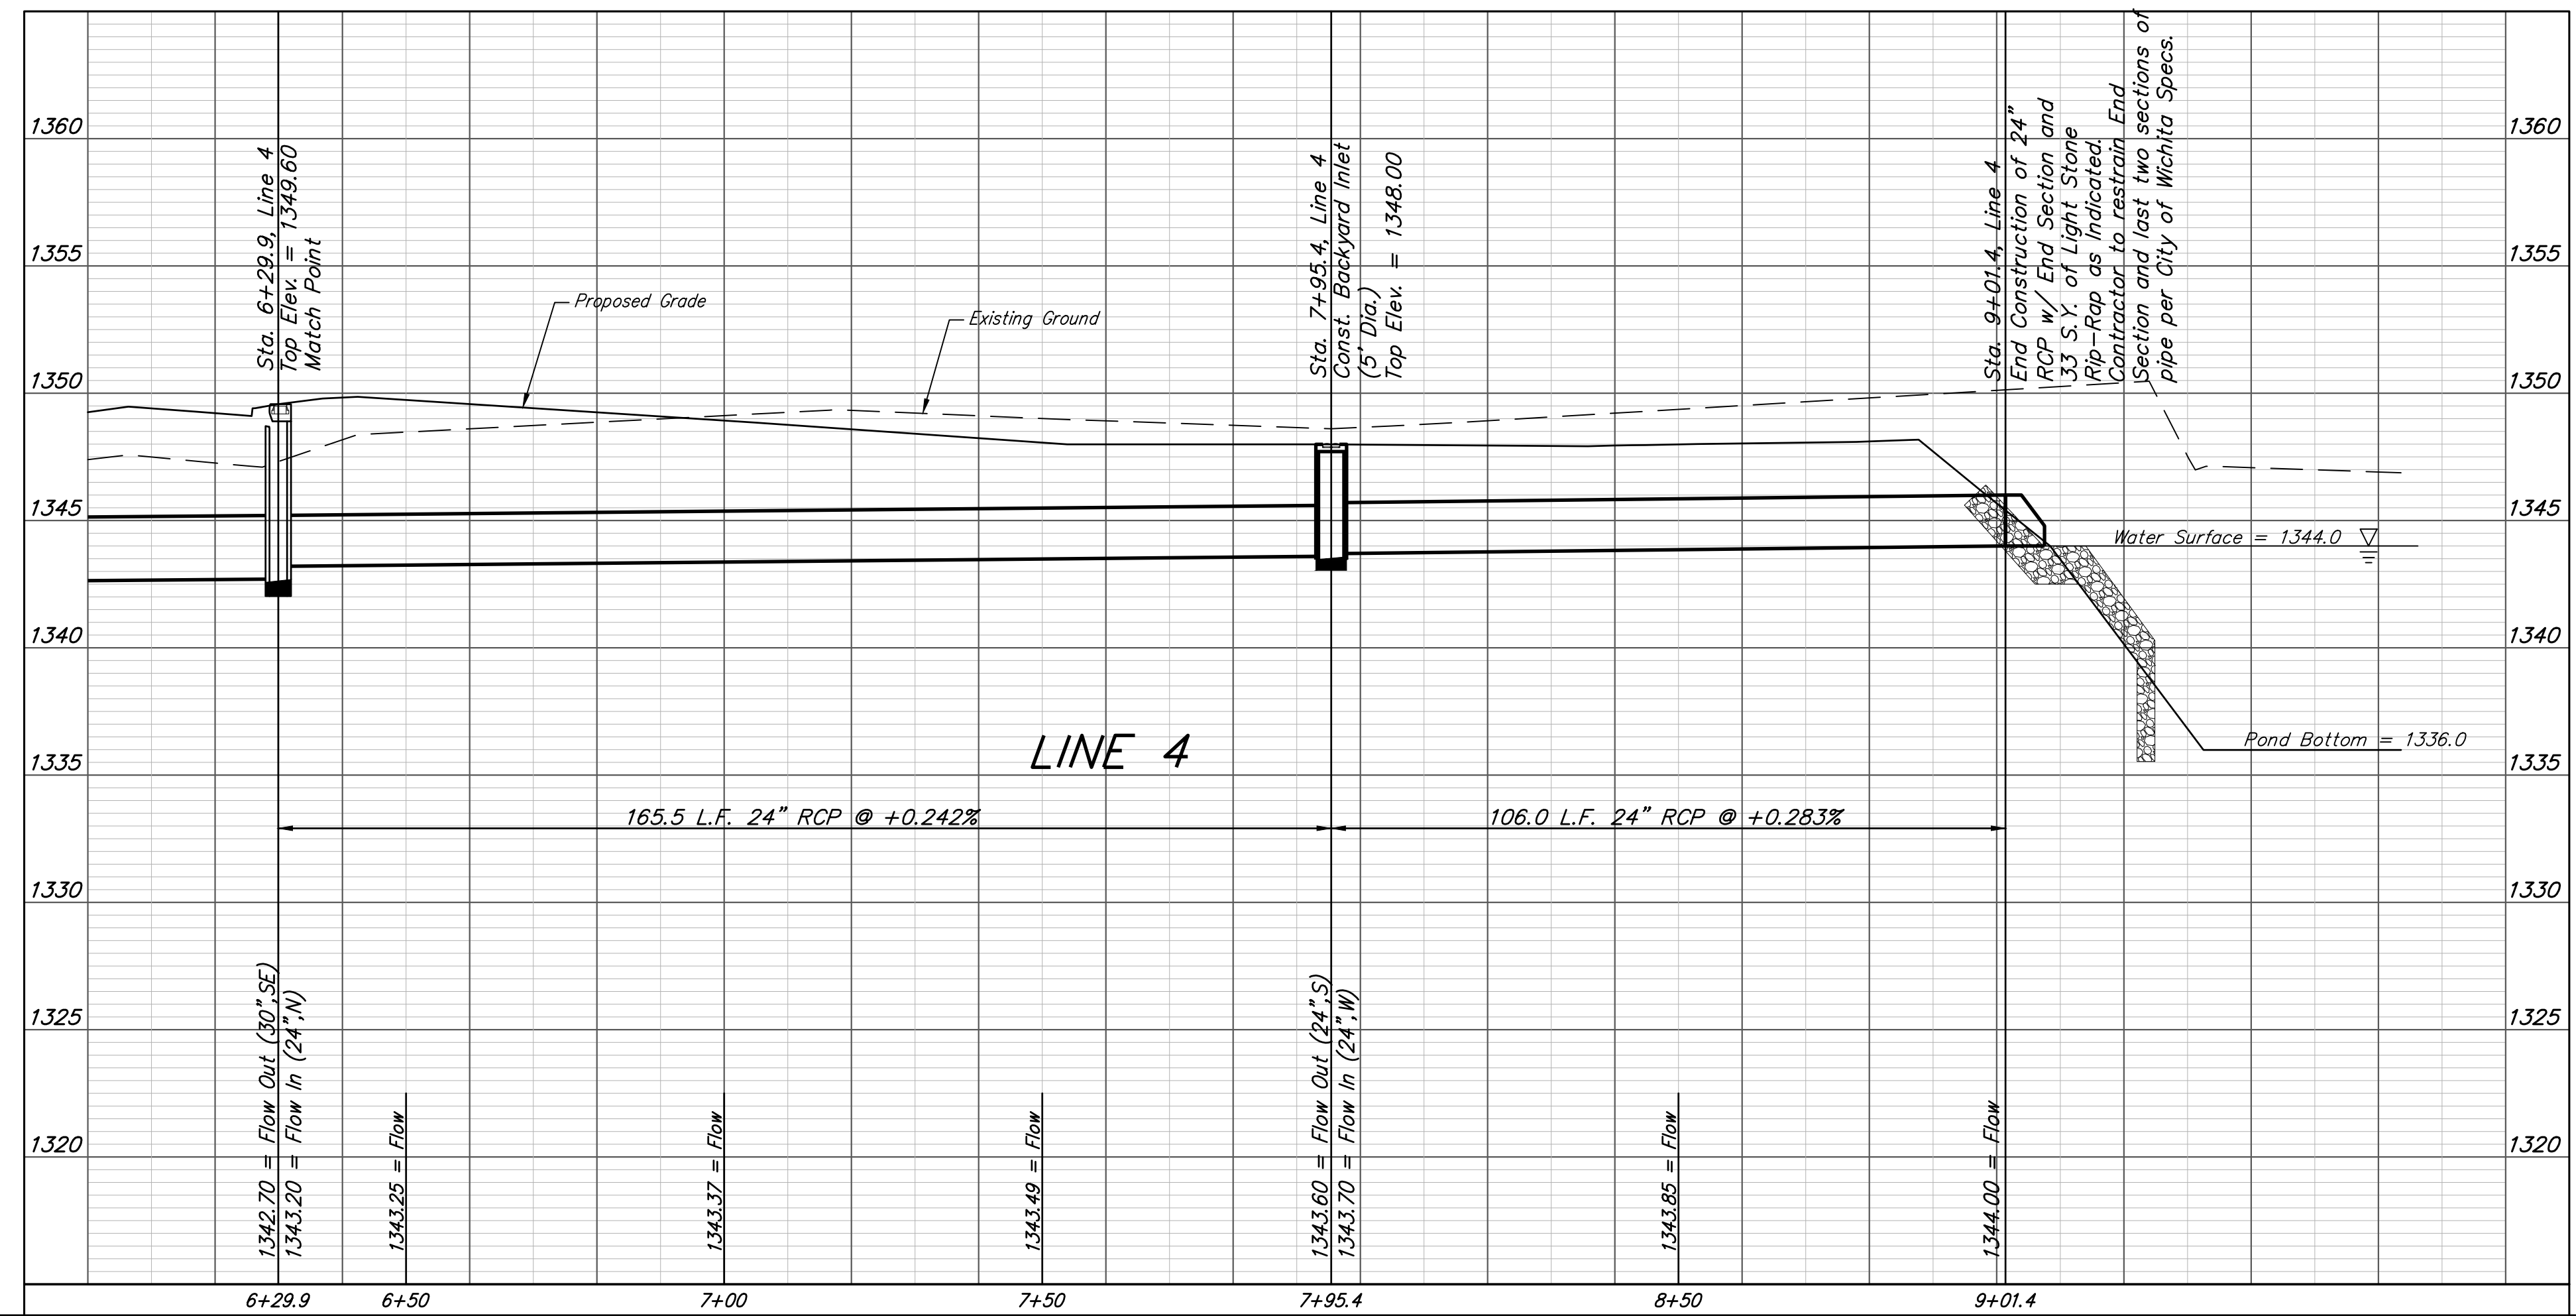 1360
1355
1350
1345
1340
1335
1330
1325
1320
Sta. 6+29.9, Line 4
Top Elev. = 1349.60
Match Point
Proposed Grade
Existing Ground
Sta. 7+95.4, Line 4
Const. Backyard Inlet
(5' Dia.)
Top Elev. = 1348.00
Sta. 9+01.4, Line 4
End Construction of 24"
RCP w/ End Section and
33 S.Y. of Light Stone
Rip-Rap as Indicated.
Contractor to restrain End
Section and last two sections of
pipe per City of Wichita Specs.
Water Surface = 1344.0
Pond Bottom = 1336.0
LINE 4
165.5 L.F. 24" RCP @ +0.242%
106.0 L.F. 24" RCP @ +0.283%
1342.70 = Flow Out (30",SE)
1343.20 = Flow In (24",N)
1343.25 = Flow
1343.37 = Flow
1343.49 = Flow
1343.60 = Flow Out (24",S)
1343.70 = Flow In (24",W)
1343.85 = Flow
1344.00 = Flow
1360
1355
1350
1345
1340
1335
1330
1325
1320
6+29.9
6+50
7+00
7+50
7+95.4
8+50
9+01.4